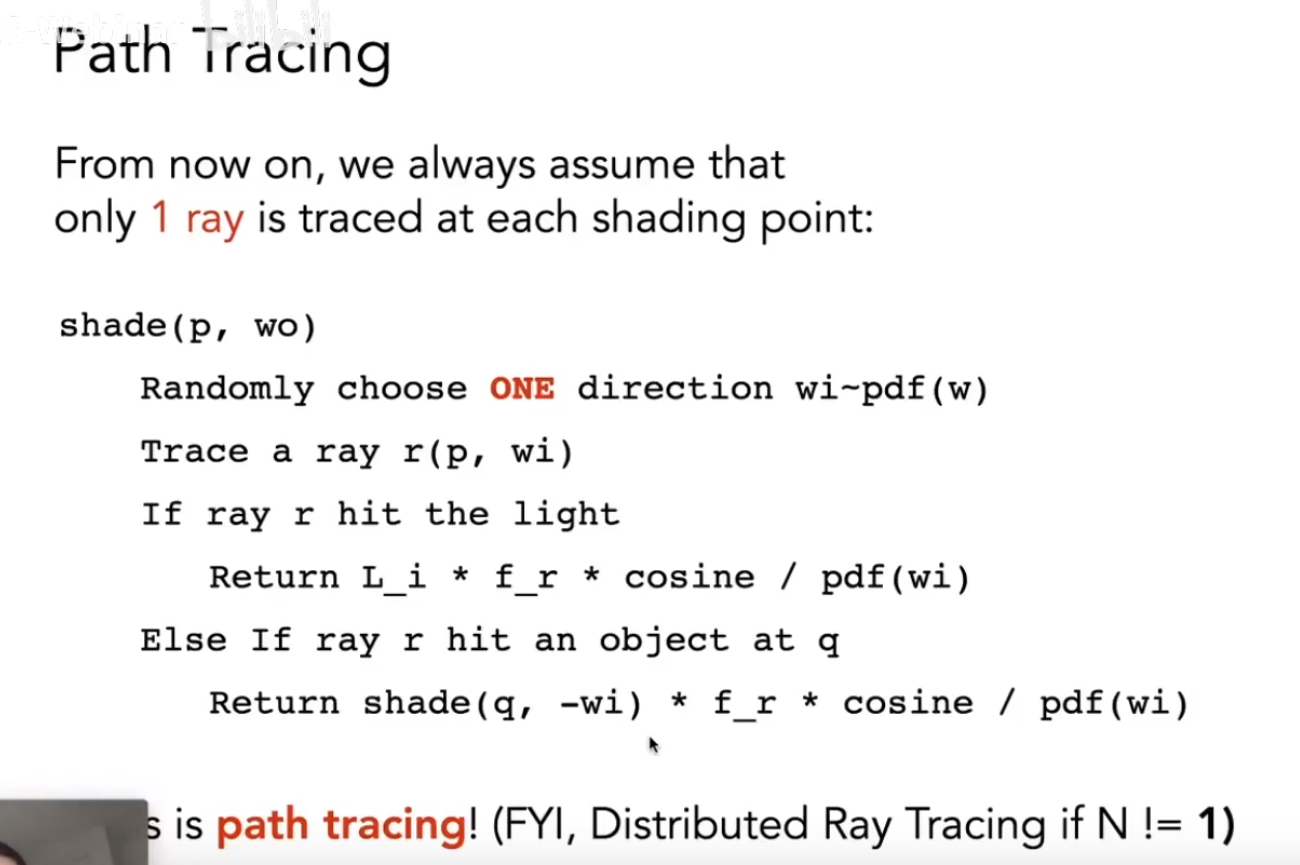 Path Tracing
From now on, we always assume that
only 1 ray is traced at each shading point:
shade(p, wo)
Randomly choose ONE direction wi~pdf(w)
Trace a ray r(p, wi)
If ray r hit the light
Return L_i * f_r * cosine / pdf(wi)
Else If ray r hit an object at q
Return shade(q, -wi) * f_r * cosine / pdf(wi)
s is path tracing! (FYI, Distributed Ray Tracing if N != 1)